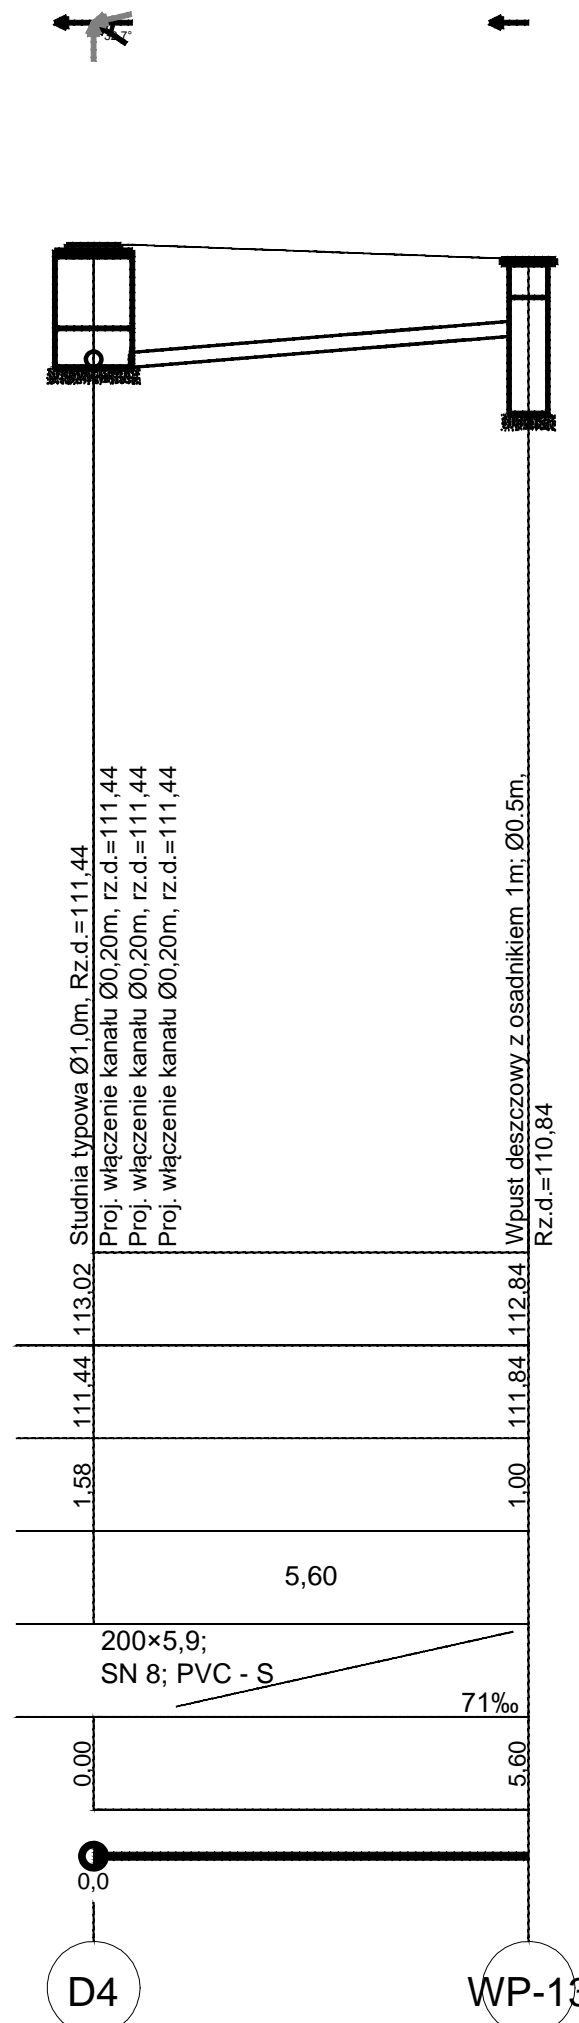 Studnia typowa Ø1,0m, Rz.d.=111,44
Proj. włączenie kanału Ø0,20m, rz.d.=111,44
Proj. włączenie kanału Ø0,20m, rz.d.=111,44
Proj. włączenie kanału Ø0,20m, rz.d.=111,44
Wpust deszczowy z osadnikiem 1m; Ø0.5m,
Rz.d.=110,84
113,02
112,84
111,44
111,84
1,58
1,00
5,60
200×5,9;
SN 8; PVC - S
71‰
0,00
5,60
0,0
D4
WP-13